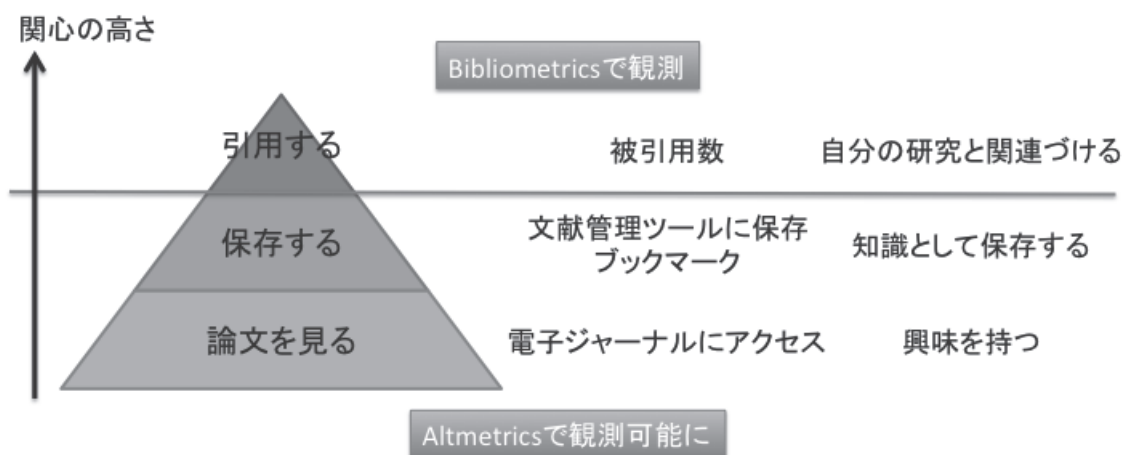 関心の高さ
Bibliometricsで観測
引用する
被引用数
自分の研究と関連づける
保存する
文献管理ツールに保存
ブックマーク
知識として保存する
論文を見る
電子ジャーナルにアクセス
興味を持つ
Altmetricsで観測可能に